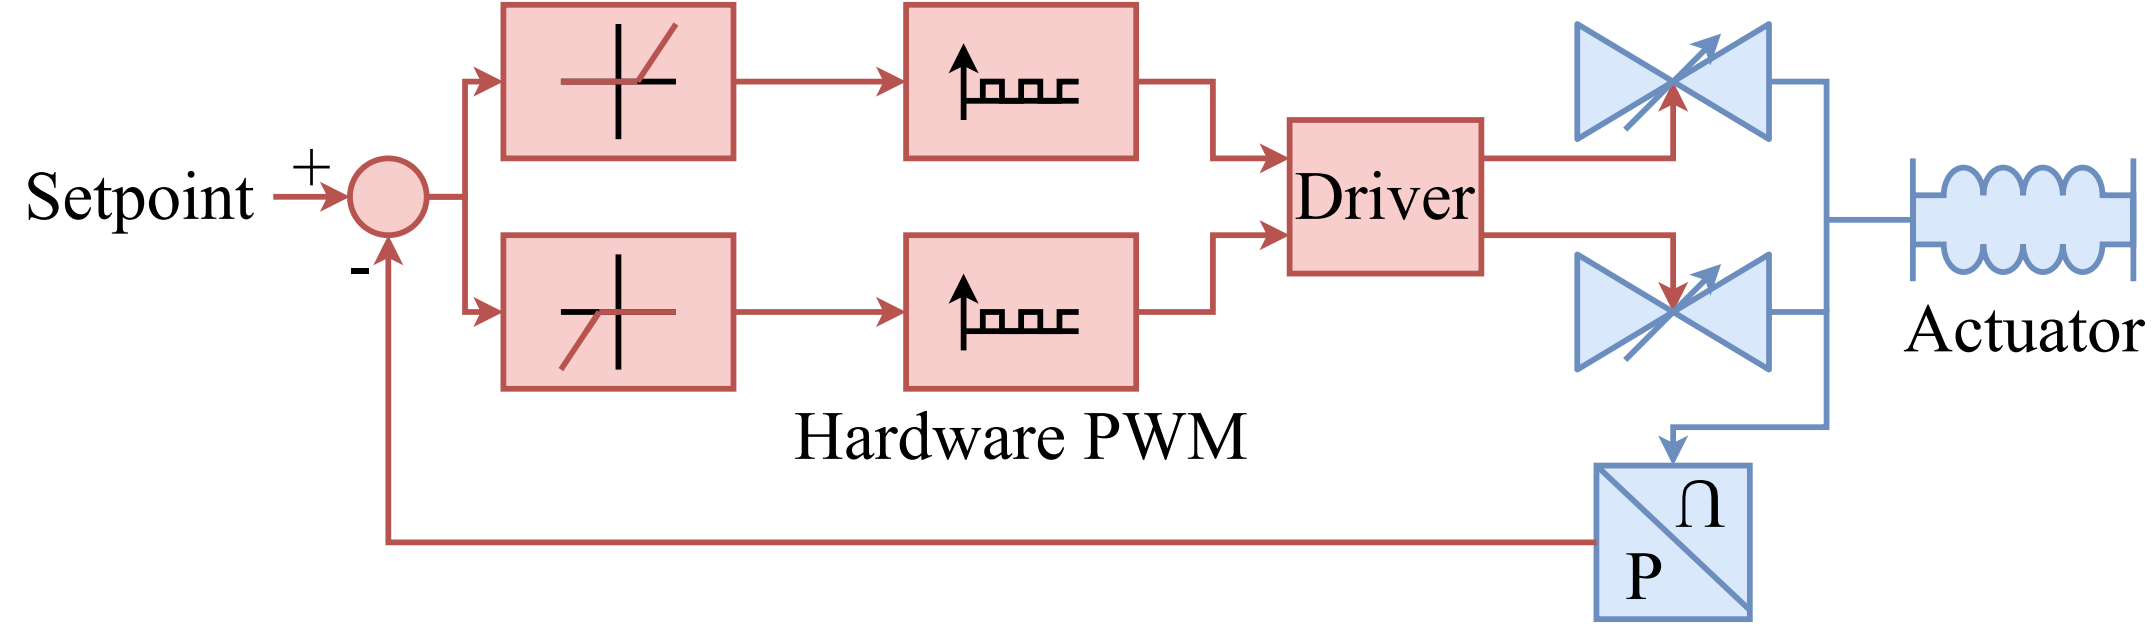 Setpoint
+
-
Driver
Hardware PWM
Actuator
∩
P